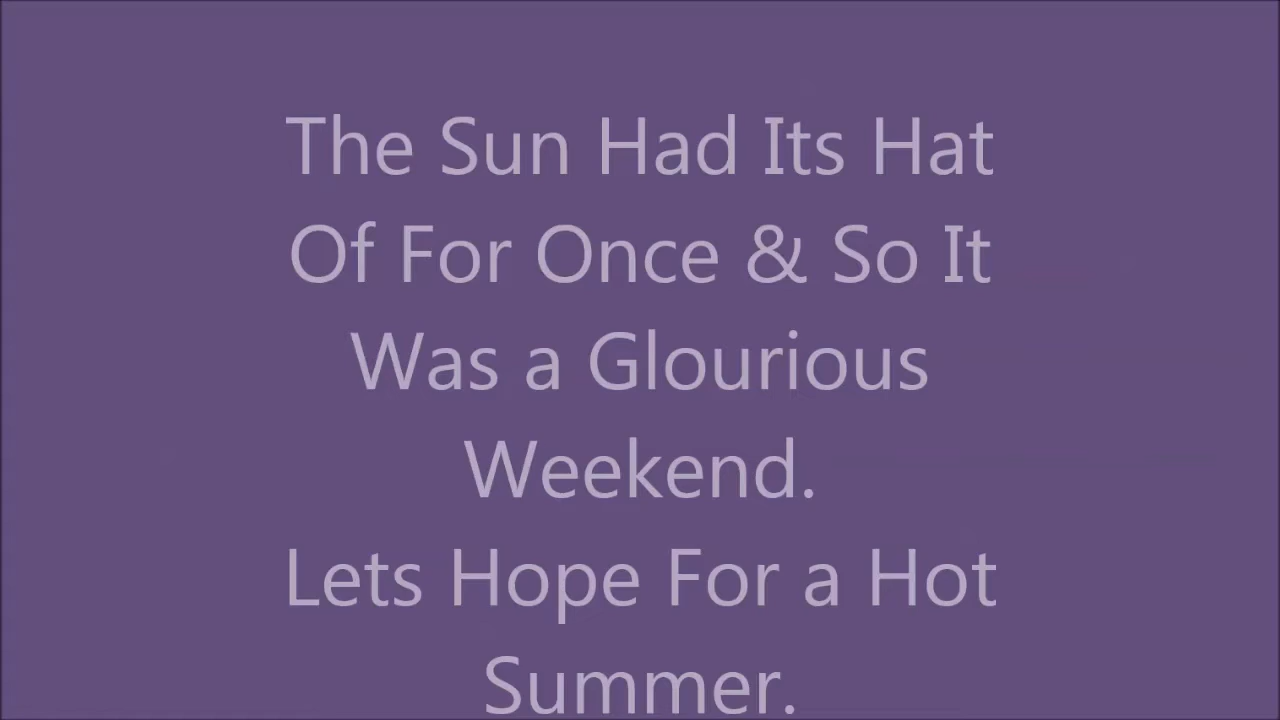 The Sun Had Its Hat
Of For Once & So It
Was a Glourious
Weekend.
Lets Hope For a Hot
Summer.